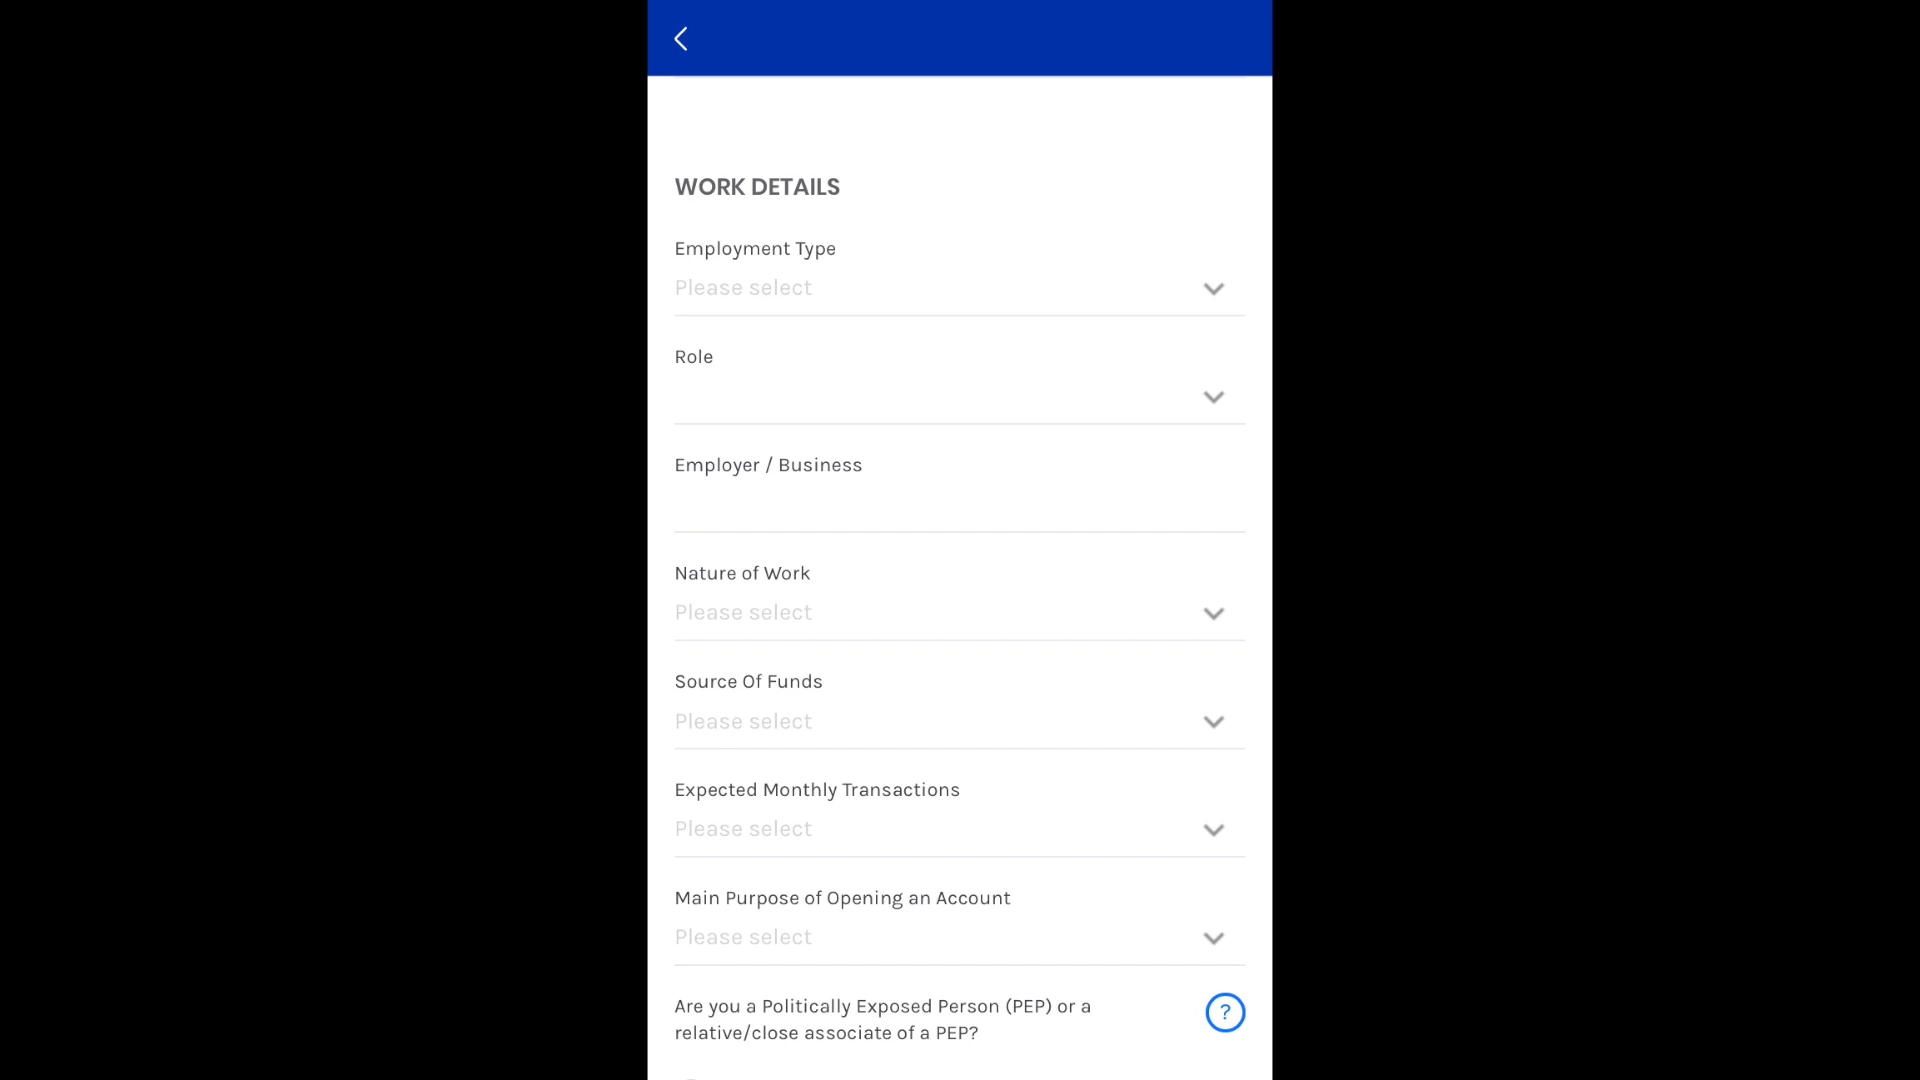 WORK DETAILS
Employment Type
Please select
Role
Employer / Business
Nature of Work
Please select
Source Of Funds
Please select
Expected Monthly Transactions
Please select
Main Purpose of Opening an Account
Please select
Are you a Politically Exposed Person (PEP) or a
relative/close associate of a PEP?
?